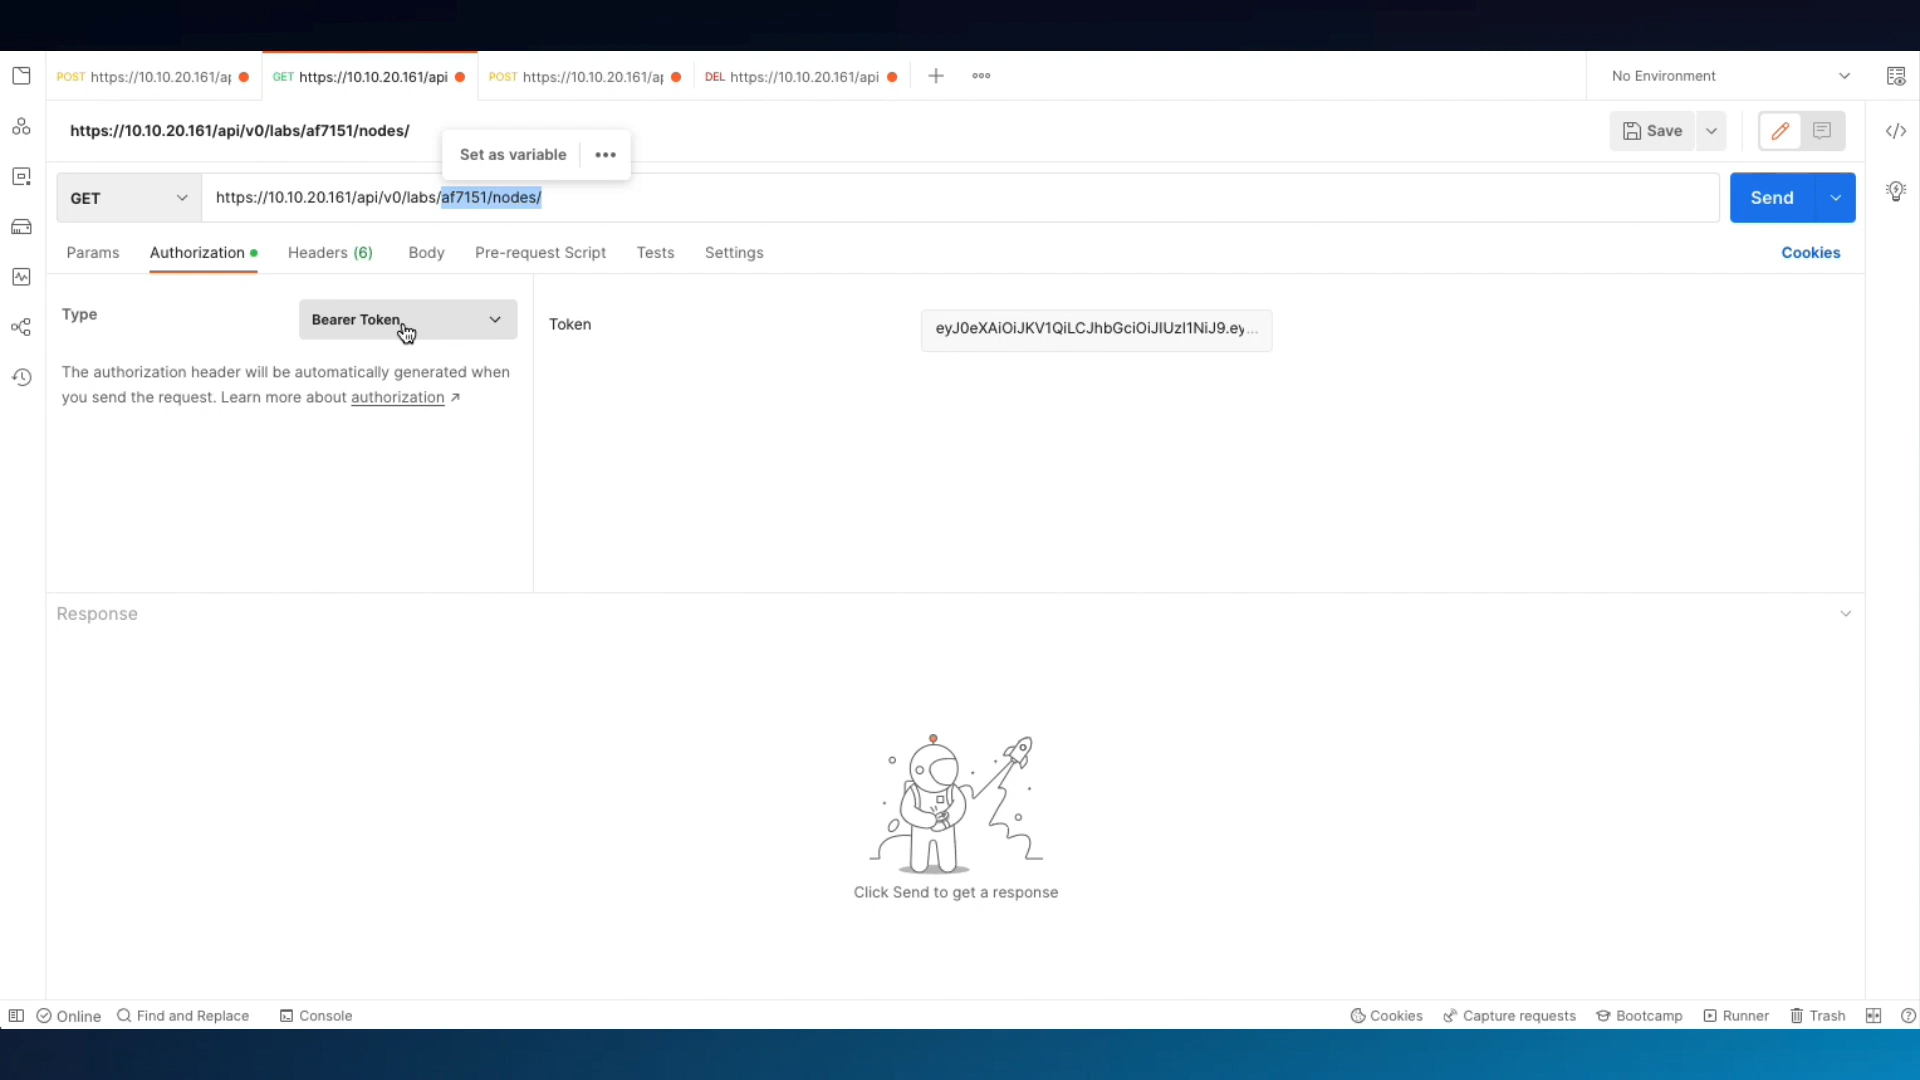 POST https://10.10.20.161/ap
GET https://10.10.20.161/api
POST https://10.10.20.161/ap
DEL https://10.10.20.161/api
No Environment
https://10.10.20.161/api/v0/labs/af7151/nodes/
Save
Set as variable
GET
https://10.10.20.161/api/v0/labs/af7151/nodes/
Send
Params
Authorization
Headers (6)
Body
Pre-request Script
Tests
Settings
Cookies
Type
Bearer Token
Token
eyJ0eXAiOiJKV1QiLCJhbGciOiJIUzI1NiJ9.ey...
The authorization header will be automatically generated when
you send the request. Learn more about authorization ↗
Response
Click Send to get a response
Online
Find and Replace
Console
Cookies
Capture requests
Bootcamp
Runner
Trash